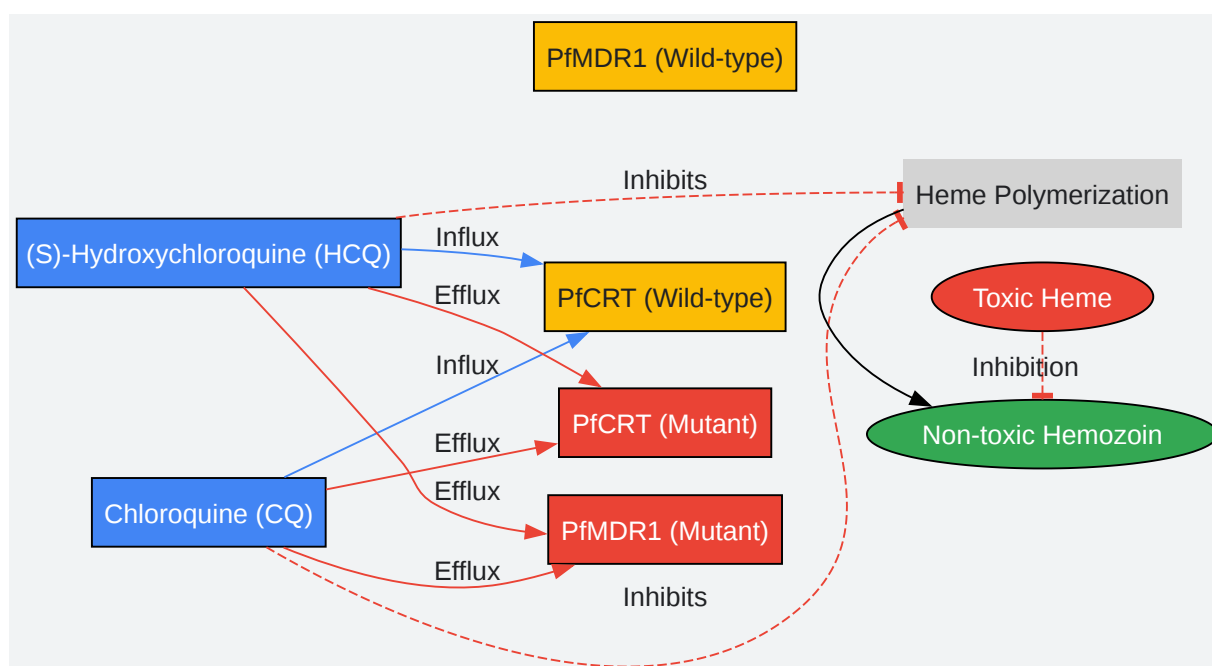 PfMDR1 (Wild-type)
Inhibits
Heme Polymerization
(S)-Hydroxychloroquine (HCQ)
Influx
PfCRT (Wild-type)
Toxic Heme
Efflux
Influx
Inhibition
PfCRT (Mutant)
Non-toxic Hemozoin
Efflux
Chloroquine (CQ)
Efflux
PfMDR1 (Mutant)
Efflux
Inhibits